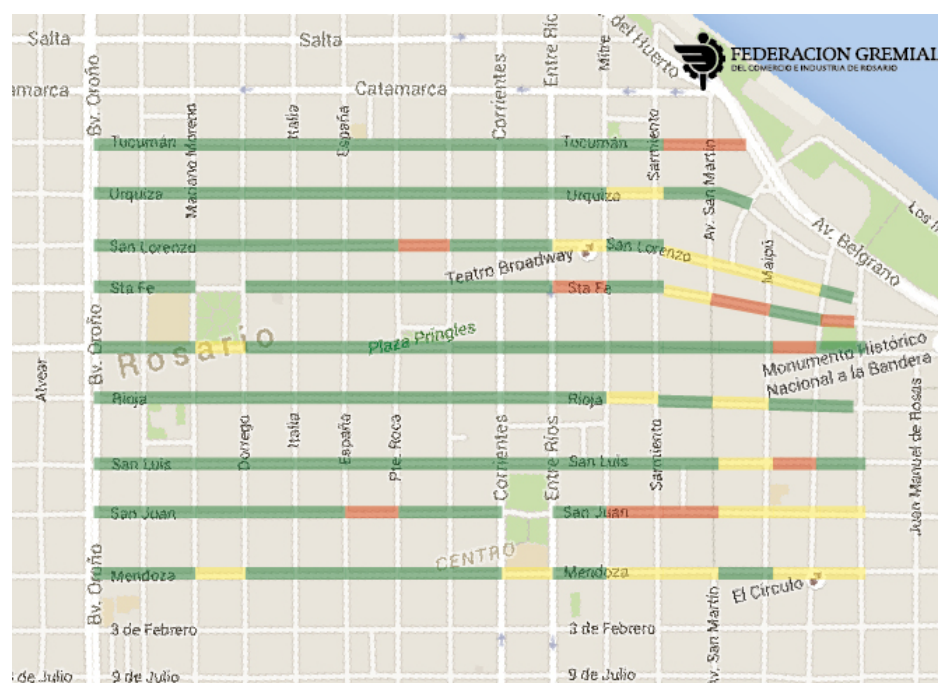 Salta
Salta
del Huerto
Entre Ríos
Mitre
FEDERACION GREMIAL
DEL COMERCIO E INDUSTRIA DE ROSARIO
amarca
Catamarca
Bv. Oroño
Corrientes
Tucumán
Mariano Moreno
Italia
España
Tucumán
Sarmiento
Av. San Martín
Urquiza
Urquiza
Los
San Lorenzo
Teatro Broadway
San Lorenzo
Maipú
Av. Belgrano
Sta Fe
Sta Fe
Bv. Oroño
Rosario
Plaza Pringles
Monumento Histórico
Nacional a la Bandera
Alvear
Rioja
Rioja
Dorrego
Italia
España
Pte. Roca
Corrientes
Entre Ríos
Sarmiento
Juan Manuel de Rosas
San Luis
San Luis
San Juan
San Juan
CENTRO
Bv. Oroño
Mendoza
Mendoza
El Círculo
Av. San Martín
3 de Febrero
3 de Febrero
de Julio
9 de Julio
9 de Julio